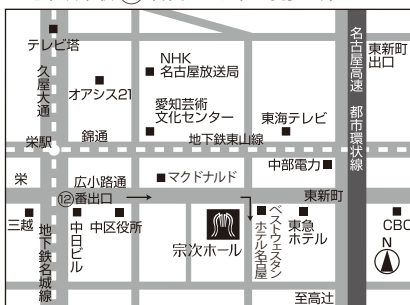 テレビ塔
久屋大通
オアシス21
NHK
名古屋放送局
愛知芸術
文化センター
東海テレビ
名古屋高速 都市環状線
東新町
出口
栄駅
錦通
地下鉄東山線
中部電力
栄
広小路通
マクドナルド
東新町
⑫番出口
三越
地下鉄名城線
中日ビル
中区役所
宗次ホール
ベストウェスタン
ホテル名古屋
東急
ホテル
CBC
N
至高辻